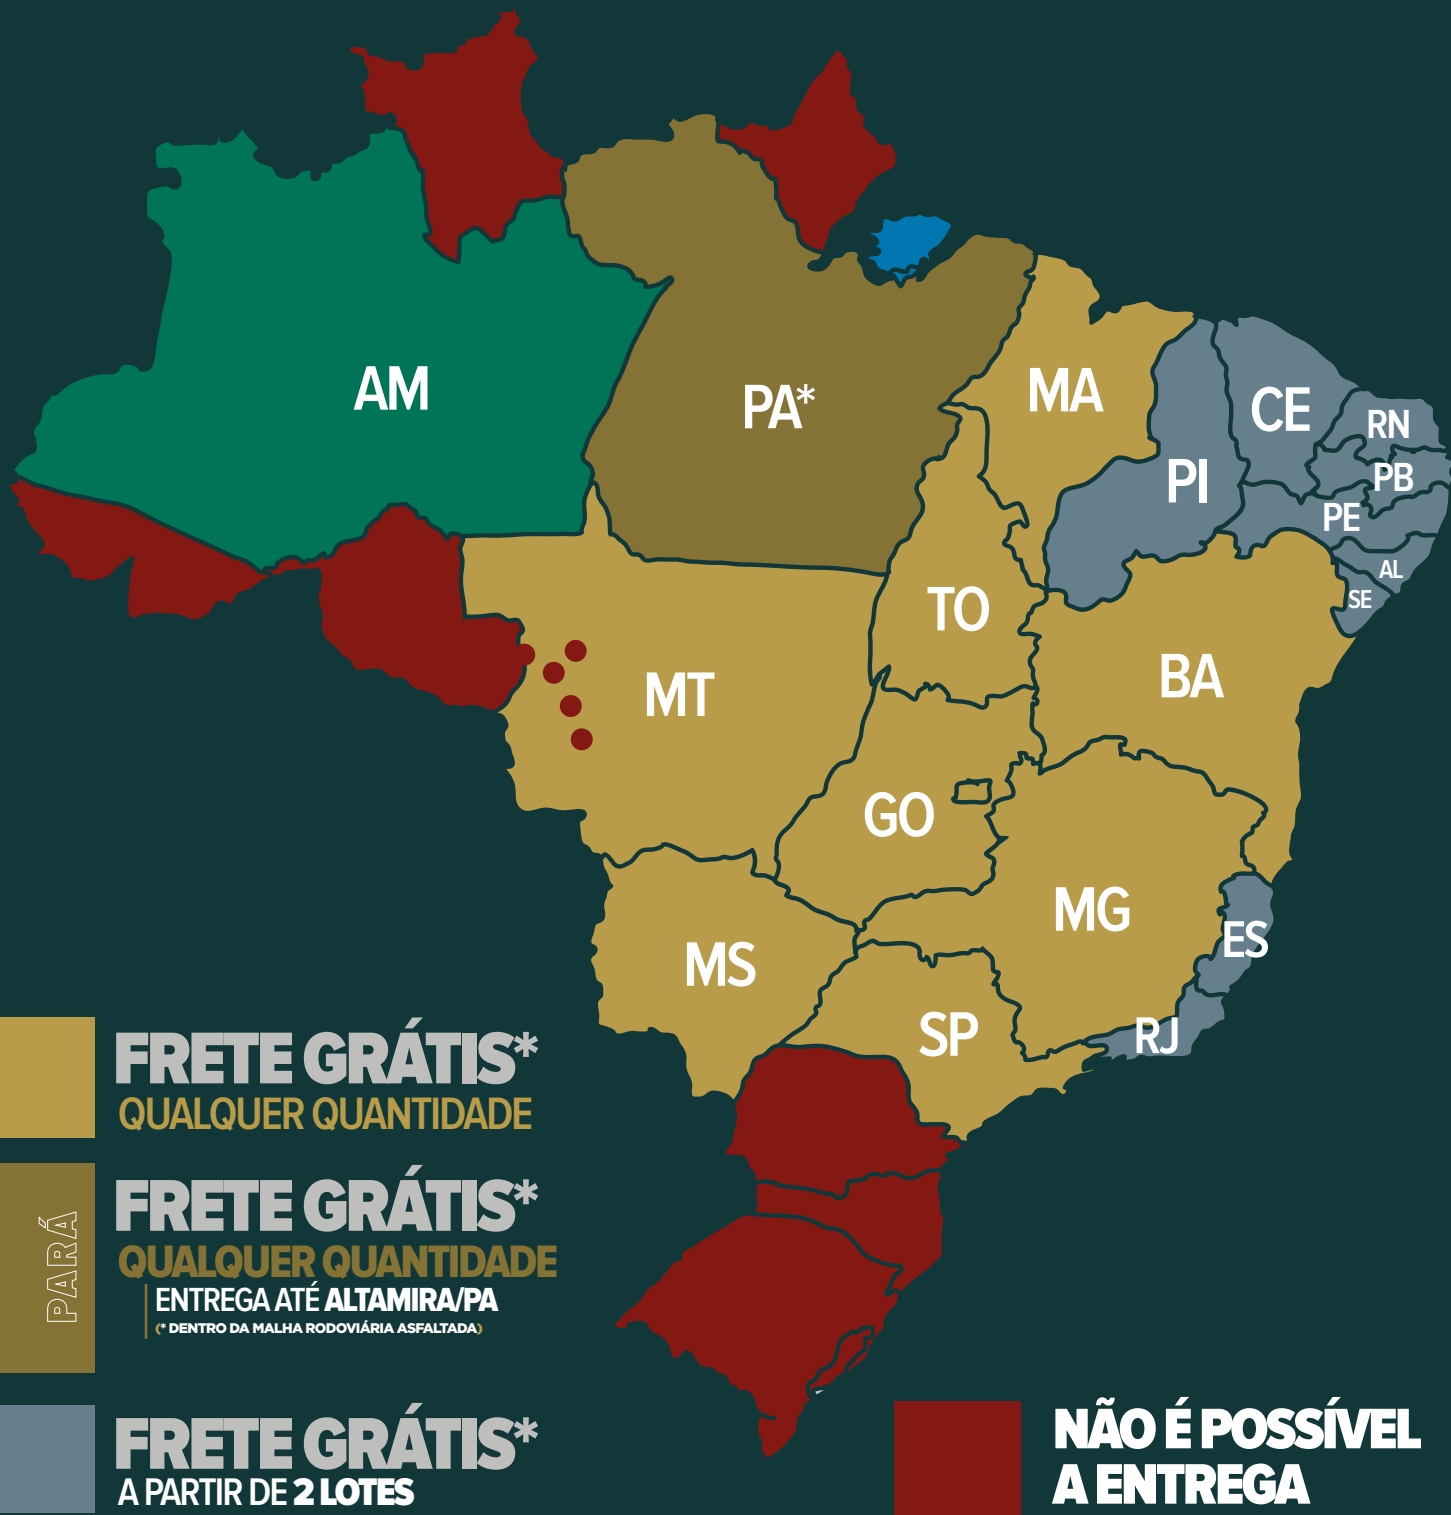 AM
PA*
MA
CE
RN
PI
PB
PE
AL
SE
TO
BA
MT
GO
MG
ES
MS
SP
RJ
FRETE GRÁTIS*
QUALQUER QUANTIDADE
PARÁ
FRETE GRÁTIS*
QUALQUER QUANTIDADE
ENTREGA ATÉ ALTAMIRA/PA
(* DENTRO DA MALHA RODOVIÁRIA ASFALTADA)
FRETE GRÁTIS*
A PARTIR DE 2 LOTES
NÃO É POSSÍVEL
A ENTREGA